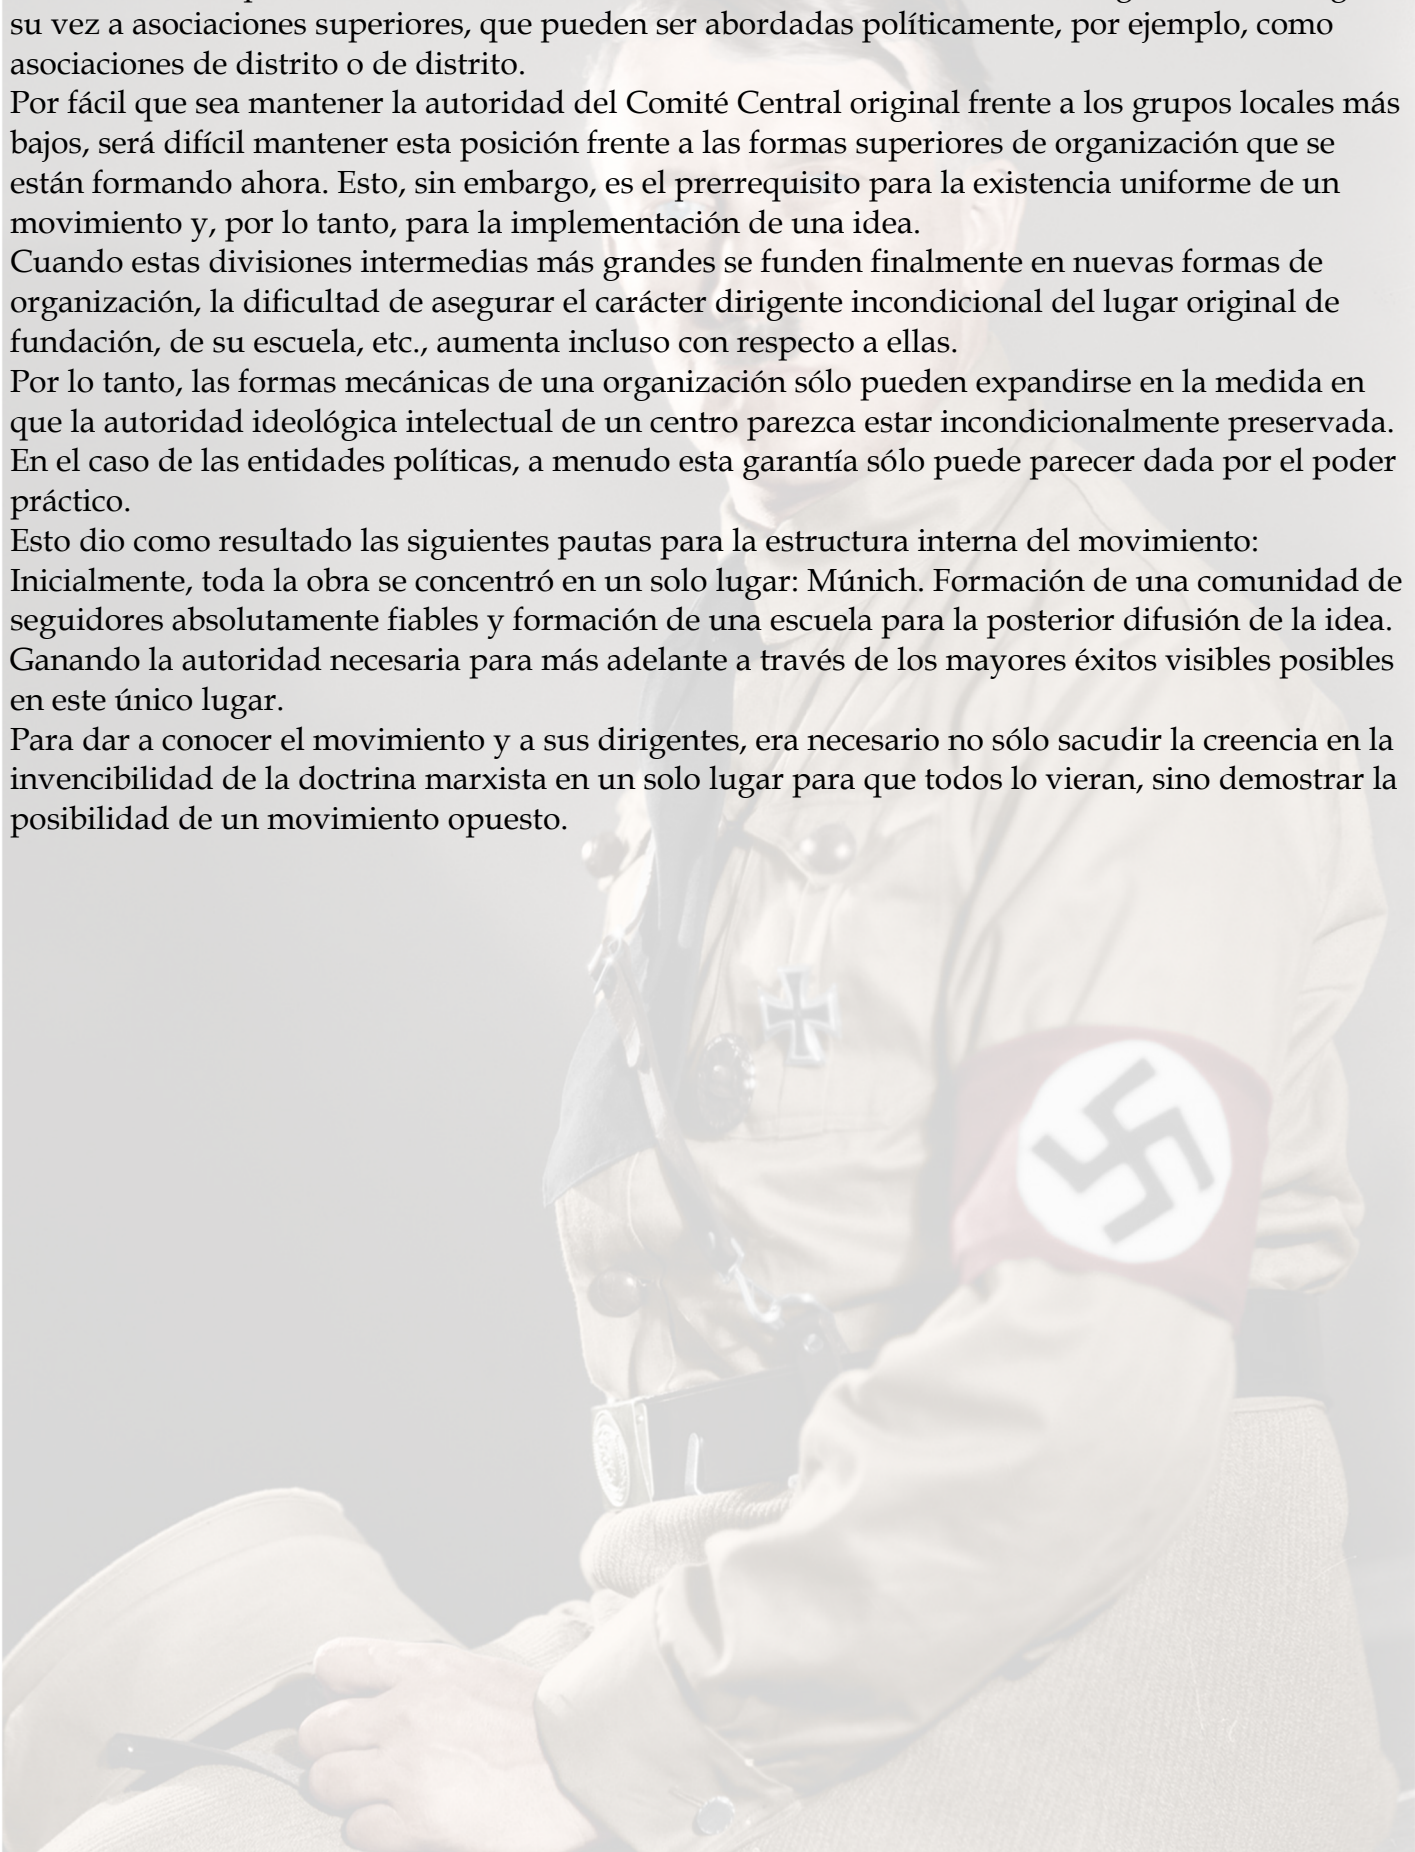 su vez a asociaciones superiores, que pueden ser abordadas políticamente, por ejemplo, como
asociaciones de distrito o de distrito.
Por fácil que sea mantener la autoridad del Comité Central original frente a los grupos locales más
bajos, será difícil mantener esta posición frente a las formas superiores de organización que se
están formando ahora. Esto, sin embargo, es el prerrequisito para la existencia uniforme de un
movimiento y, por lo tanto, para la implementación de una idea.
Cuando estas divisiones intermedias más grandes se funden finalmente en nuevas formas de
organización, la dificultad de asegurar el carácter dirigente incondicional del lugar original de
fundación, de su escuela, etc., aumenta incluso con respecto a ellas.
Por lo tanto, las formas mecánicas de una organización sólo pueden expandirse en la medida en
que la autoridad ideológica intelectual de un centro parezca estar incondicionalmente preservada.
En el caso de las entidades políticas, a menudo esta garantía sólo puede parecer dada por el poder
práctico.
Esto dio como resultado las siguientes pautas para la estructura interna del movimiento:
Inicialmente, toda la obra se concentró en un solo lugar: Múnich. Formación de una comunidad de
seguidores absolutamente fiables y formación de una escuela para la posterior difusión de la idea.
Ganando la autoridad necesaria para más adelante a través de los mayores éxitos visibles posibles
en este único lugar.
Para dar a conocer el movimiento y a sus dirigentes, era necesario no sólo sacudir la creencia en la
invencibilidad de la doctrina marxista en un solo lugar para que todos lo vieran, sino demostrar la
posibilidad de un movimiento opuesto.